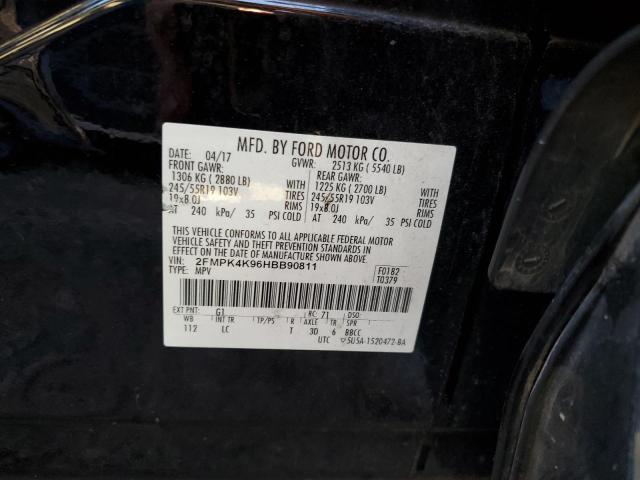 MFD. BY FORD MOTOR CO.
DATE: 04/17 GVWR: 2513 KG ( 5540 LB)
FRONT GAWR: REAR GAWR:
1306 KG ( 2880 LB) WITH 1225 KG ( 2700 LB) WITH
245/55R19 103V TIRES 245/55R19 103V TIRES
19x8.0J RIMS 19x8.0J RIMS
AT 240 kPa/ 35 PSI COLD AT 240 kPa/ 35 PSI COLD
THIS VEHICLE CONFORMS TO ALL APPLICABLE FEDERAL MOTOR
VEHICLE SAFETY AND THEFT PREVENTION STANDARDS IN
EFFECT ON THE DATE OF MANUFACTURE SHOWN ABOVE.
VIN: 2FMPK4K96HBB90811 F0182
TYPE: MPV T0379
EXT PNT: G1 RC: 71 DSO:
WB INT TR TP/PS R AXLE TR SPR
112 LC T 3D 6 BBCC
UTC 5U5A-1520472-BA